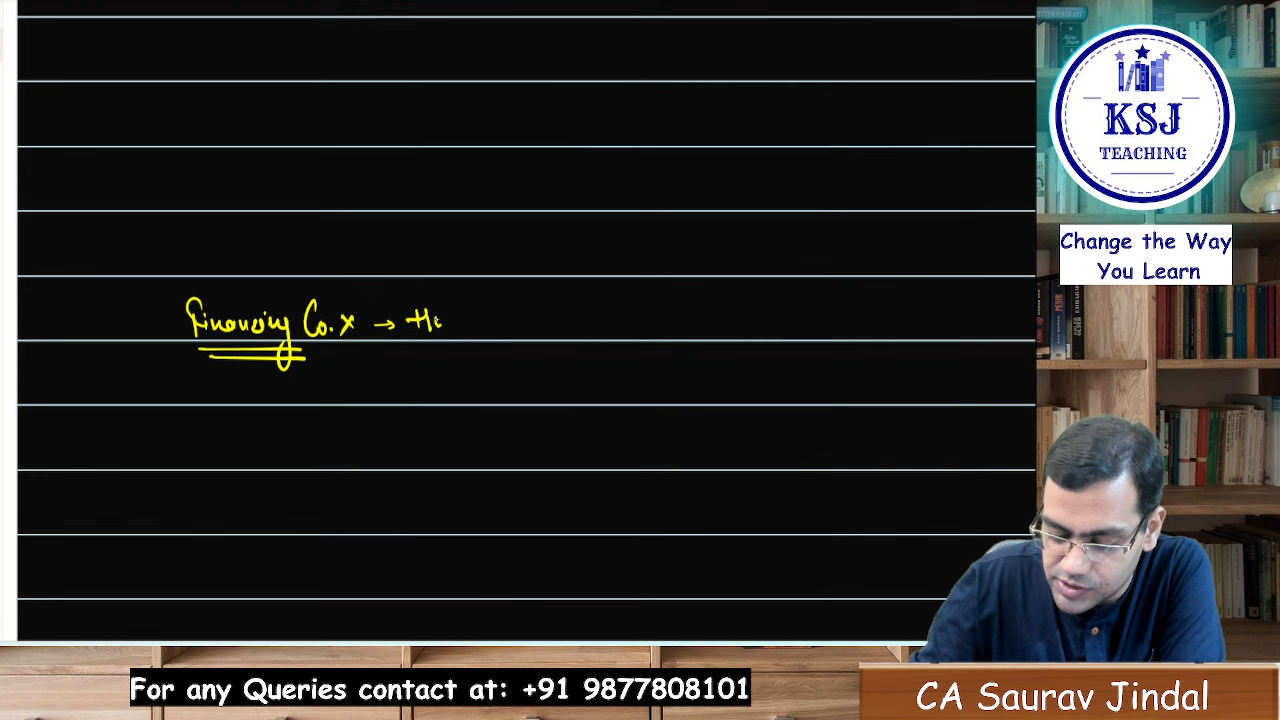 KSJ
TEACHING
Change the Way
You Learn
Financing Co. x → He
For any Queries contact at: +91 9877808101
CA Saurav Jindal